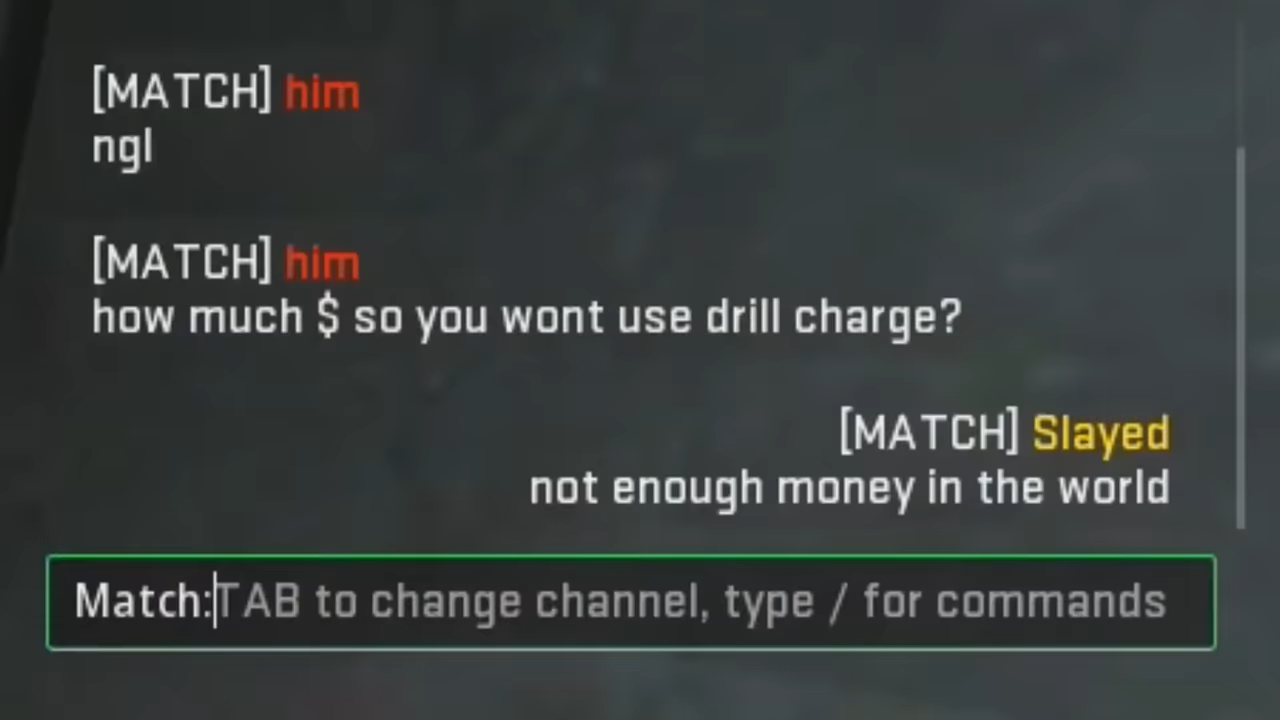 [MATCH] him
ngl
[MATCH] him
how much $ so you wont use drill charge?
[MATCH] Slayed
not enough money in the world
Match:TAB to change channel, type / for commands